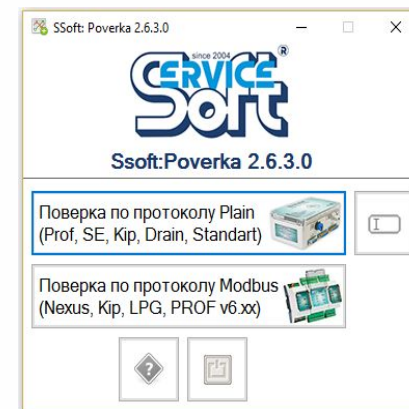 SSoft: Poverka 2.6.3.0
since 2004
SERVICE
Soft
®
Ssoft:Poverka 2.6.3.0
Поверка по протоколу Plain
(Prof, SE, Kip, Drain, Standart)
Поверка по протоколу Modbus
(Nexus, Kip, LPG, PROF v6.xx)
?